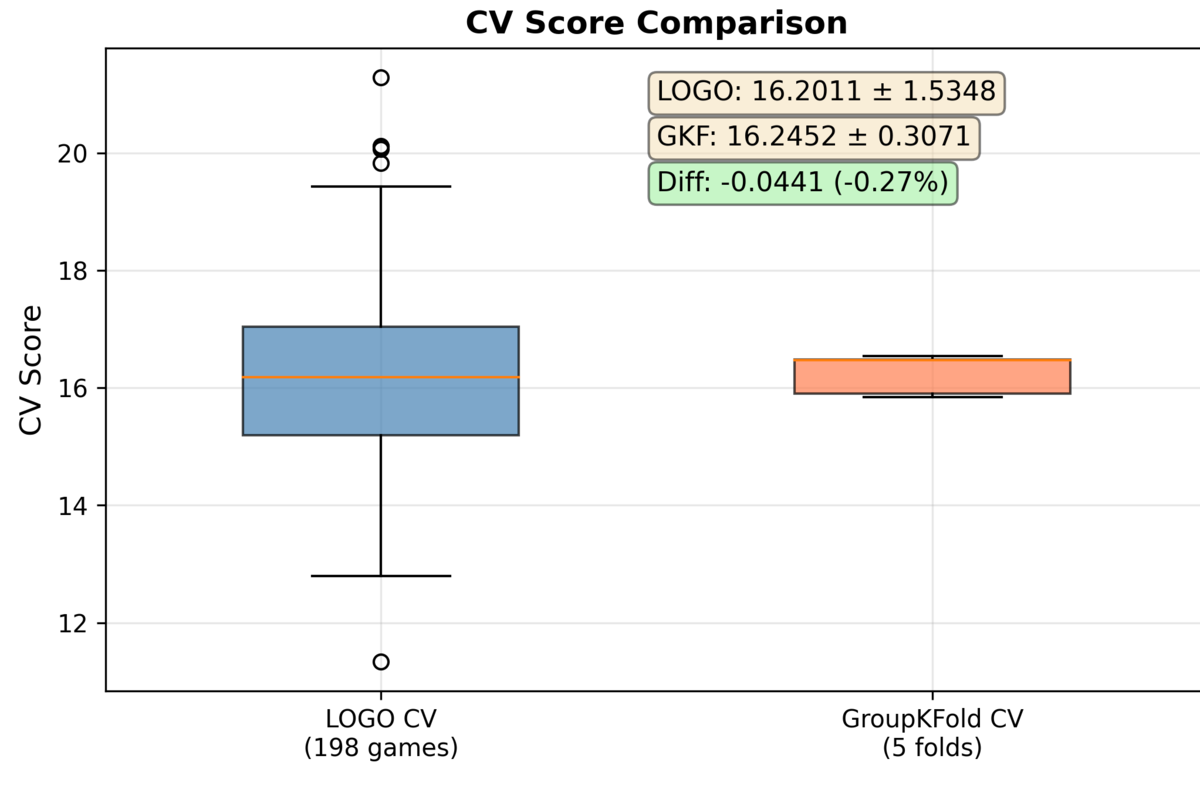 CV Score Comparison
LOGO: 16.2011 ± 1.5348
GKF: 16.2452 ± 0.3071
Diff: -0.0441 (-0.27%)
CV Score
20
18
16
14
12
LOGO CV
(198 games)
GroupKFold CV
(5 folds)